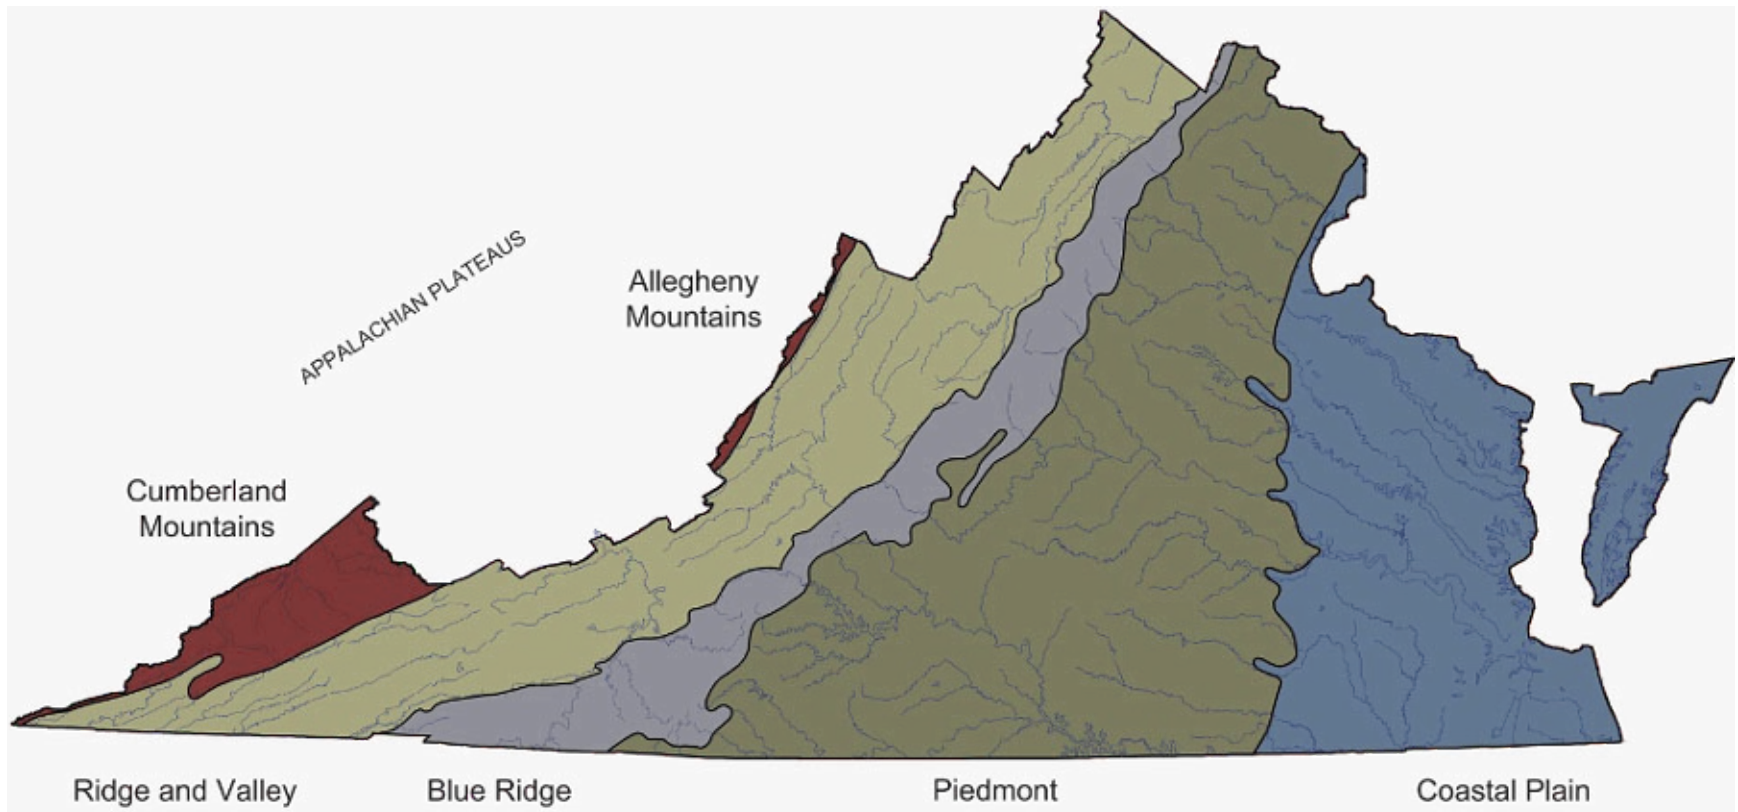 APPALACHIAN PLATEAUS
Allegheny
Mountains
Cumberland
Mountains
Ridge and Valley
Blue Ridge
Piedmont
Coastal Plain